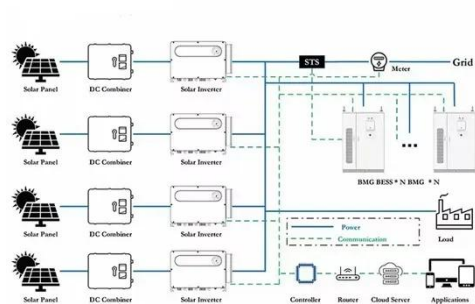 STS
Meter
Grid
Solar Panel
DC Combiner
Solar Inverter
Solar Panel
DC Combiner
Solar Inverter
BMG BESS * N BMG * N
Solar Panel
DC Combiner
Solar Inverter
Power
Communication
Load
Solar Panel
DC Combiner
Solar Inverter
Controller
Router
Cloud Server
Applications